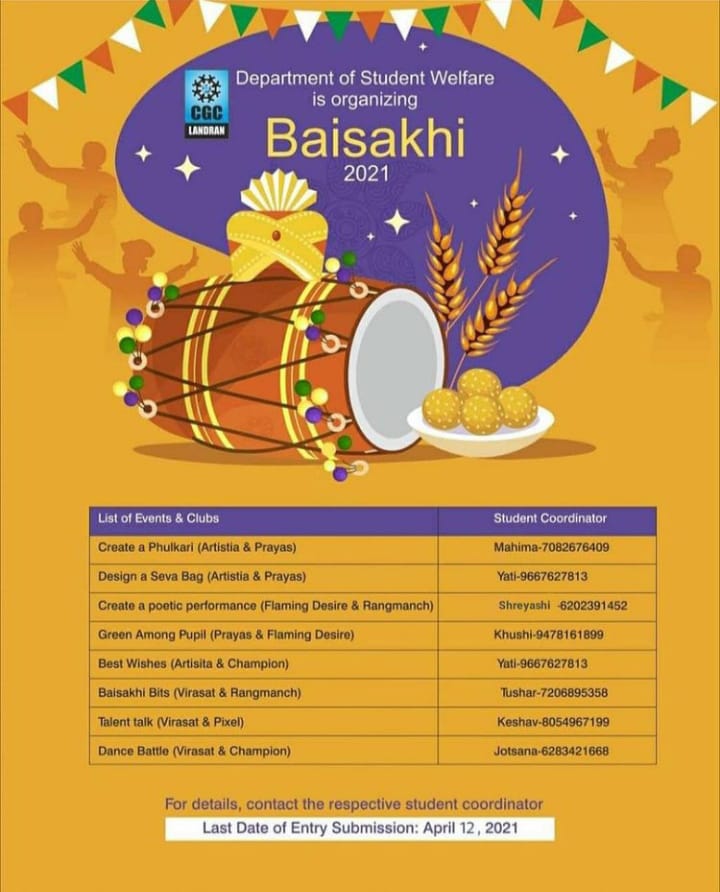 CGC
LANDRAN
Department of Student Welfare
is organizing
Baisakhi
2021
List of Events & Clubs Student Coordinator
Create a Phulkari (Artistia & Prayas) Mahima-7082676409
Design a Seva Bag (Artistia & Prayas) Yati-9667627813
Create a poetic performance (Flaming Desire & Rangmanch) Shreyashi -6202391452
Green Among Pupil (Prayas & Flaming Desire) Khushi-9478161899
Best Wishes (Artisita & Champion) Yati-9667627813
Baisakhi Bits (Virasat & Rangmanch) Tushar-7206895358
Talent talk (Virasat & Pixel) Keshav-8054967199
Dance Battle (Virasat & Champion) Jotsana-6283421668
For details, contact the respective student coordinator
Last Date of Entry Submission: April 12, 2021